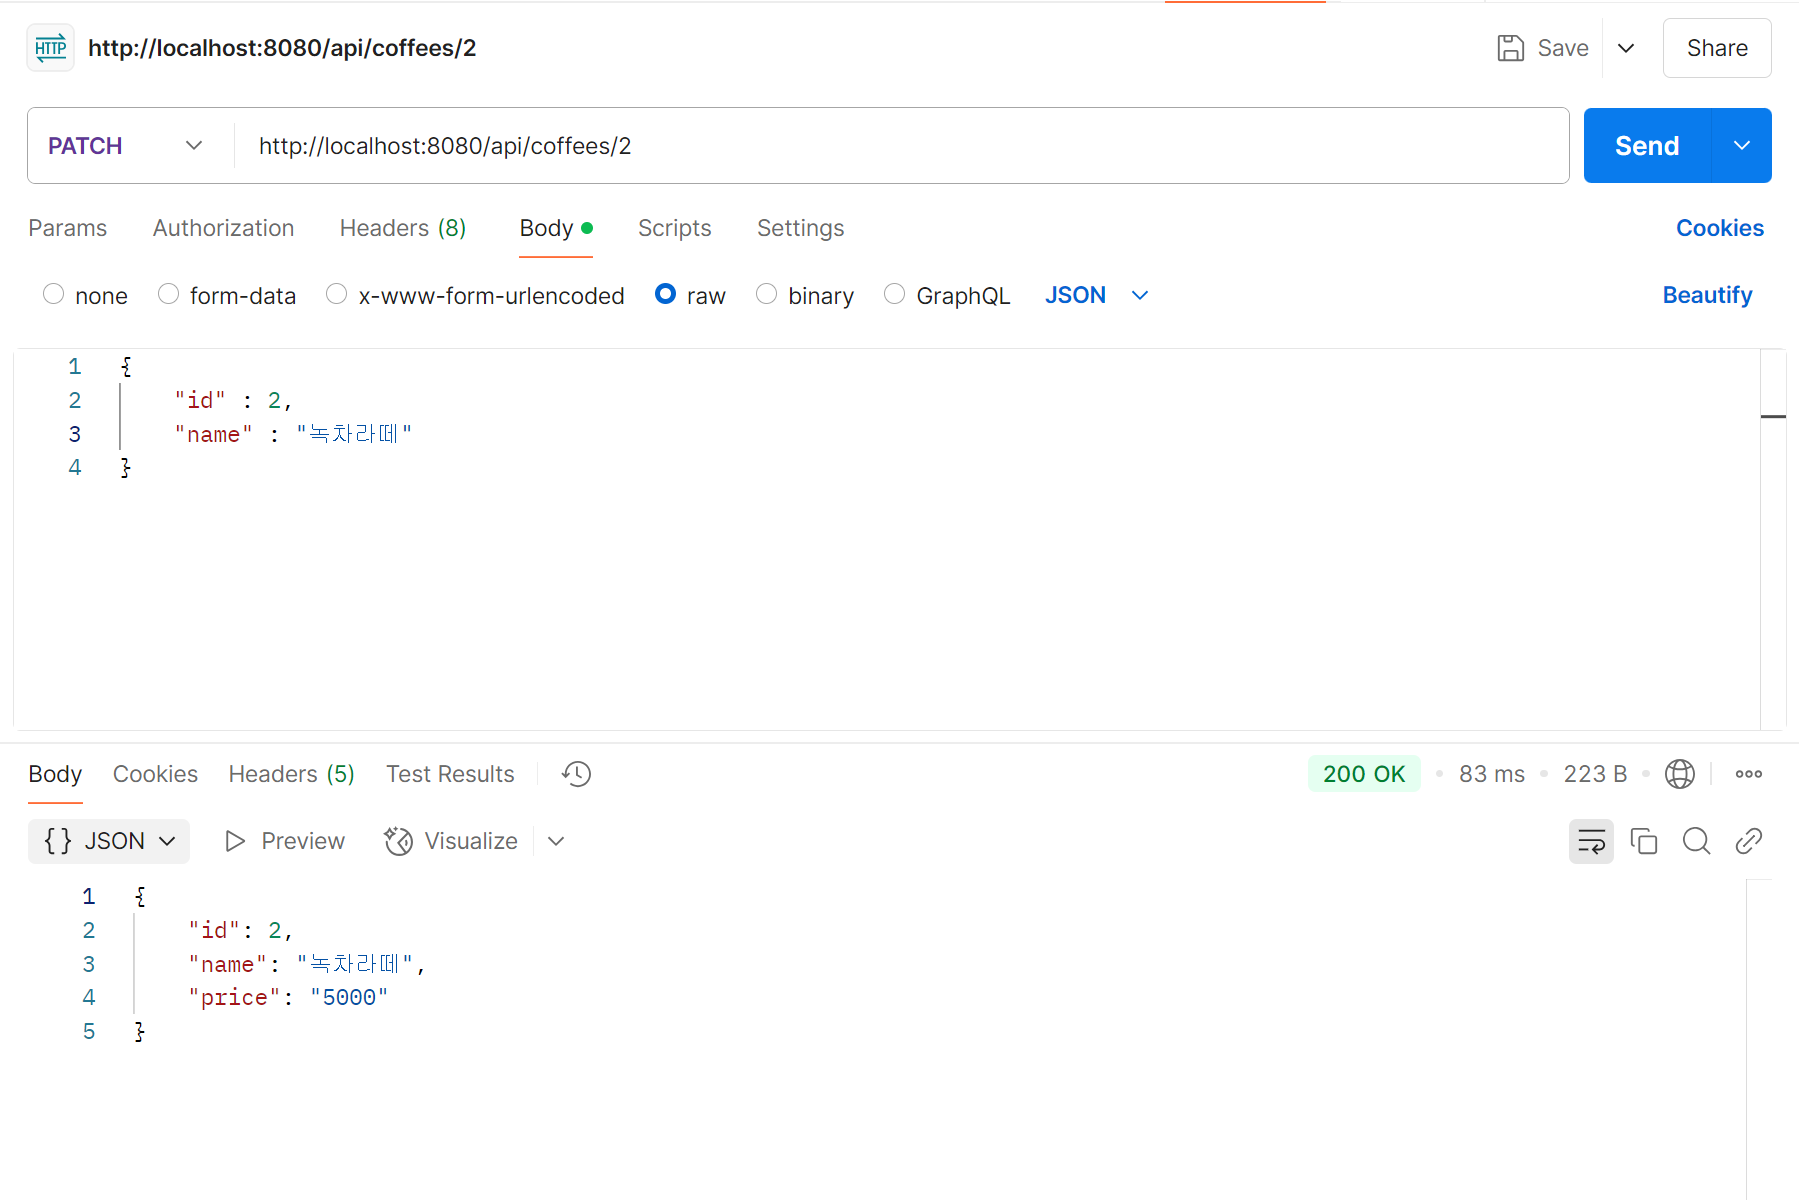 HTTP http://localhost:8080/api/coffees/2 Save Share
PATCH http://localhost:8080/api/coffees/2 Send
Params Authorization Headers (8) Body Scripts Settings Cookies
none form-data x-www-form-urlencoded raw binary GraphQL JSON Beautify
1 {
2 "id" : 2,
3 "name" : "녹차라떼"
4 }
Body Cookies Headers (5) Test Results 200 OK 83 ms 223 B
{} JSON Preview Visualize
1 {
2 "id": 2,
3 "name": "녹차라떼",
4 "price": "5000"
5 }